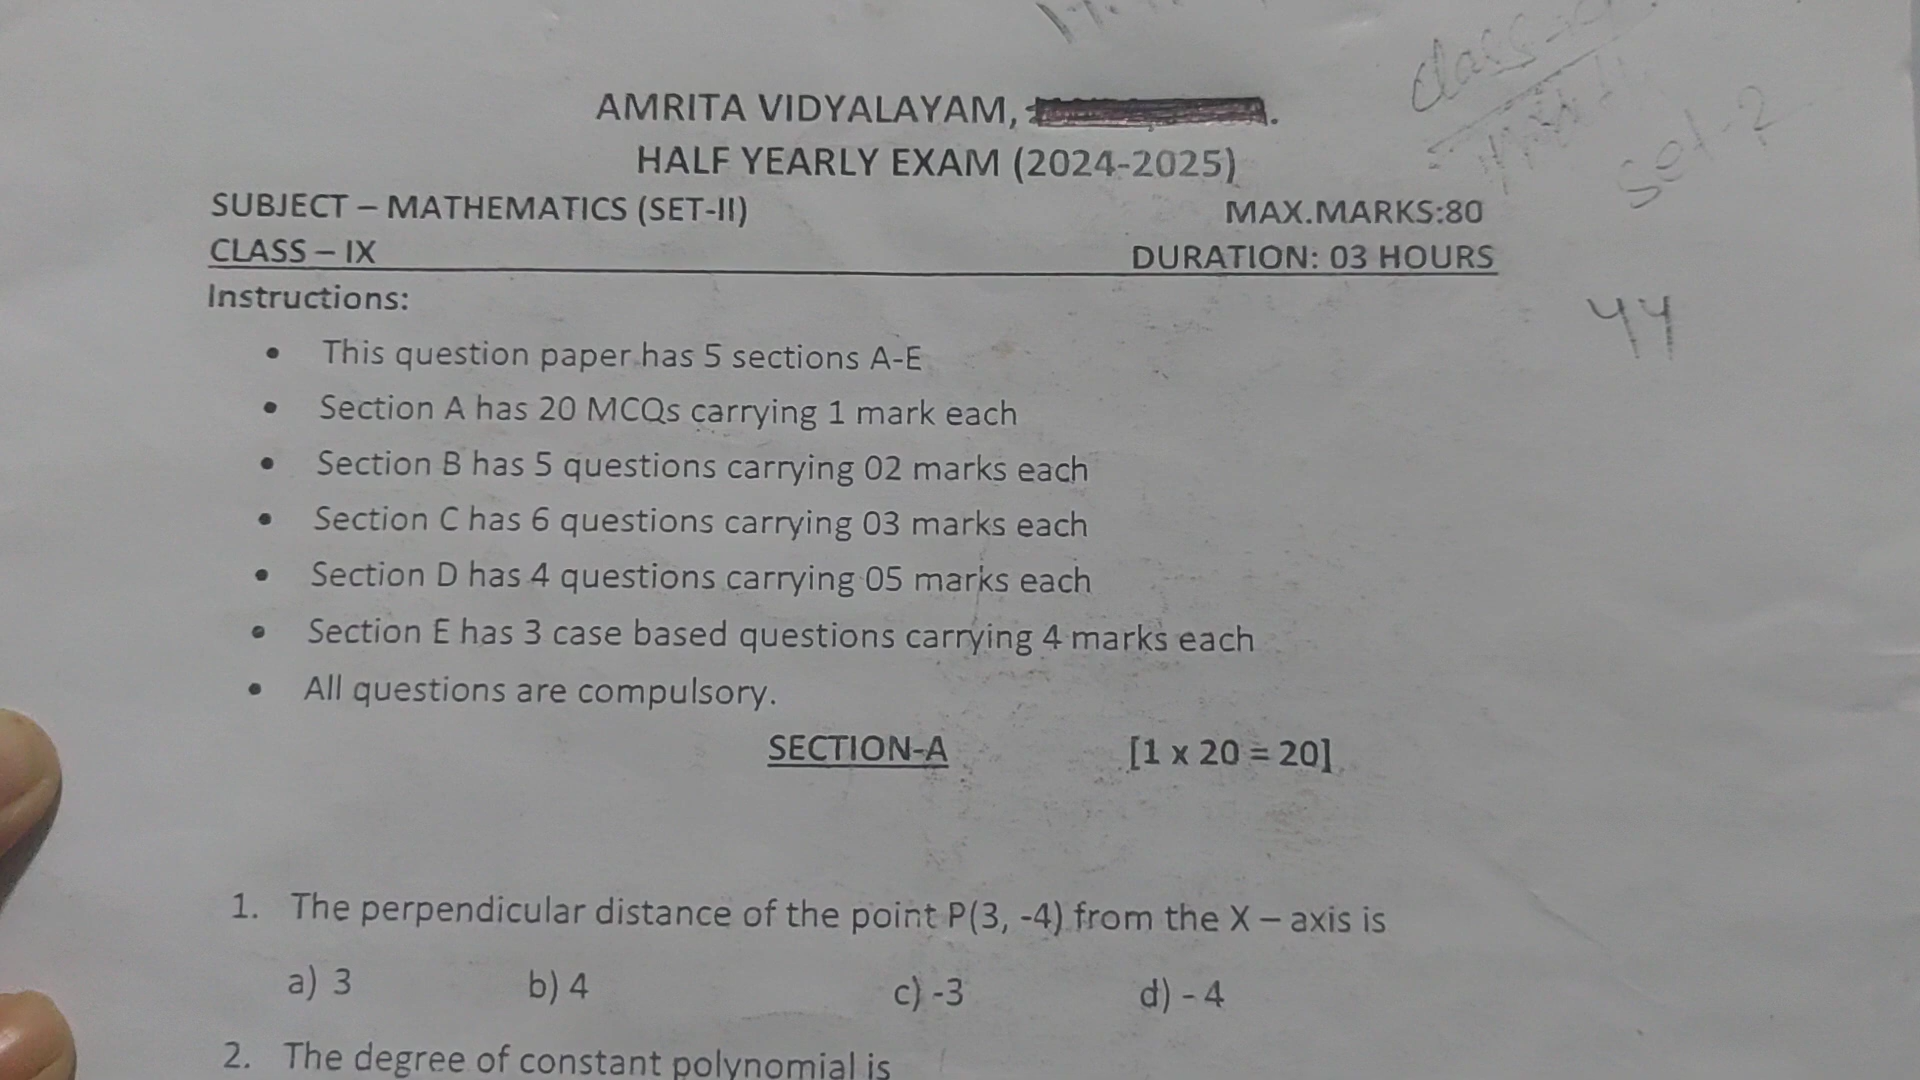 Class-
Set-2
AMRITA VIDYALAYAM, .
HALF YEARLY EXAM (2024-2025)
SUBJECT – MATHEMATICS (SET-II) MAX.MARKS:80
CLASS – IX DURATION: 03 HOURS
Instructions:
44
• This question paper has 5 sections A-E
• Section A has 20 MCQs carrying 1 mark each
• Section B has 5 questions carrying 02 marks each
• Section C has 6 questions carrying 03 marks each
• Section D has 4 questions carrying 05 marks each
• Section E has 3 case based questions carrying 4 marks each
• All questions are compulsory.
SECTION-A [1 x 20 = 20]
1. The perpendicular distance of the point P(3, -4) from the X – axis is
a) 3 b) 4 c) -3 d) - 4
2. The degree of constant polynomial is